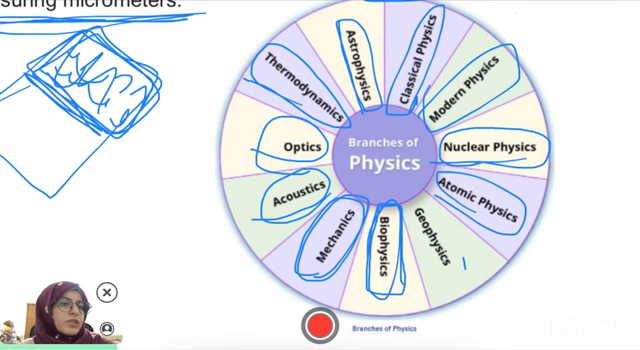 suring micrometers.
Astrophysics
Classical Physics
Thermodynamics
Modern Physics
Branches of
Physics
Optics
Nuclear Physics
Acoustics
Atomic Physics
Mechanics
Biophysics
Geophysics
Branches of Physics